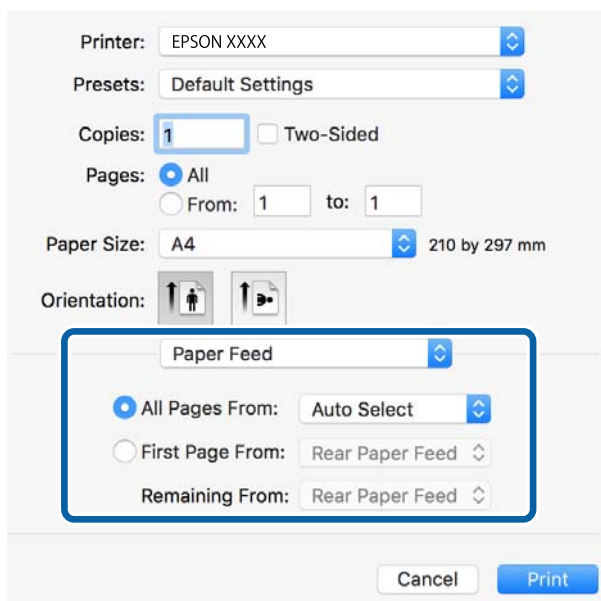 Printer: EPSON XXXX
Presets: Default Settings
Copies: 1 Two-Sided
Pages: All
From: 1 to: 1
Paper Size: A4 210 by 297 mm
Orientation:
Paper Feed
All Pages From: Auto Select
First Page From: Rear Paper Feed
Remaining From: Rear Paper Feed
Cancel Print